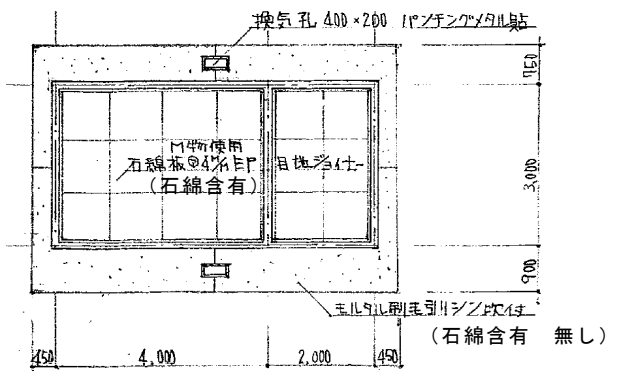 換気孔 400×200 パンチングメタル貼
750
M物使用
石綿板⑦4% EP
目地ジョイナー
(石綿含有)
3,000
900
モルタル刷毛引リシン吹付
(石綿含有 無し)
450
4,000
2,000
450